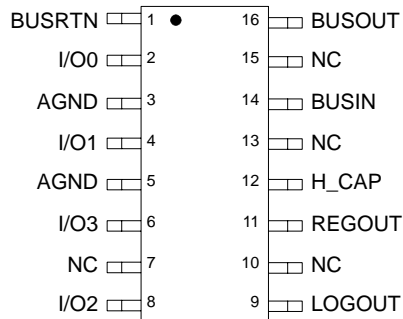 BUSRTN 1 16 BUSOUT
I/O0 2 15 NC
AGND 3 14 BUSIN
I/O1 4 13 NC
AGND 5 12 H_CAP
I/O3 6 11 REGOUT
NC 7 10 NC
I/O2 8 9 LOGOUT